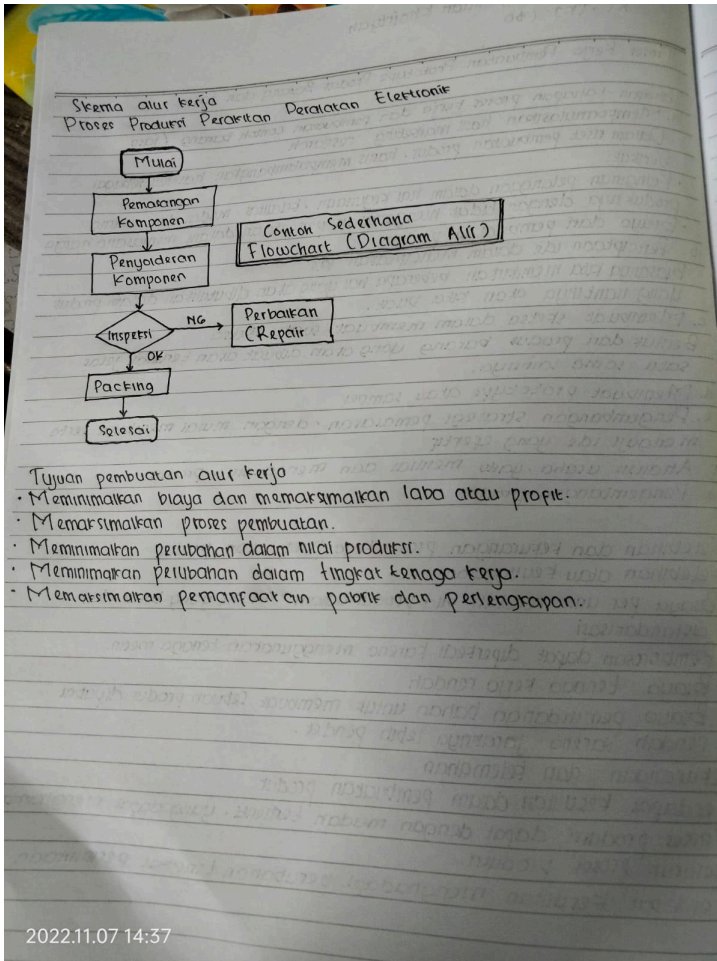 Skema alur kerja
Proses Produksi Perakitan Peralatan Elektronik
Mulai
Pemasangan
Komponen
Contoh Sederhana
Flowchart (Diagram Alir)
Penyolderan
Komponen
Inspeksi
NG
Perbaikan
(Repair
OK
Packing
Selesai
Tujuan pembuatan alur kerja
· Meminimalkan biaya dan memaksimalkan laba atau profit.
· Memaksimalkan proses pembuatan.
· Meminimalkan perubahan dalam nilai produksi.
· Meminimalkan perubahan dalam tingkat tenaga kerja.
· Memaksimalkan pemanfaatan pabrik dan perlengkapan.
2022.11.07 14:37